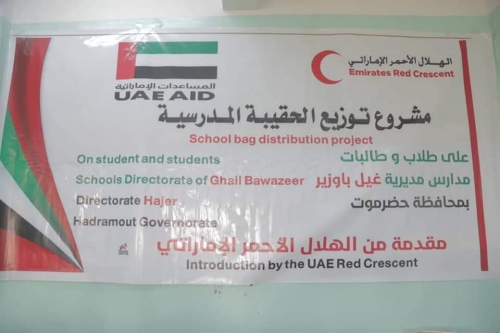 المساعدات الإماراتية
UAE AID
الهلال الأحمر الإماراتي
Emirates Red Crescent
مشروع توزيع الحقيبة المدرسية
School bag distribution project
على طلاب و طالبات
On student and students
مدارس مديرية غيل باوزير
Schools Directorate of Ghail Bawazeer
بمحافظة حضرموت
Directorate Hajer
Hadramout Governorate
مقدمة من الهلال الأحمر الإماراتي
Introduction by the UAE Red Crescent